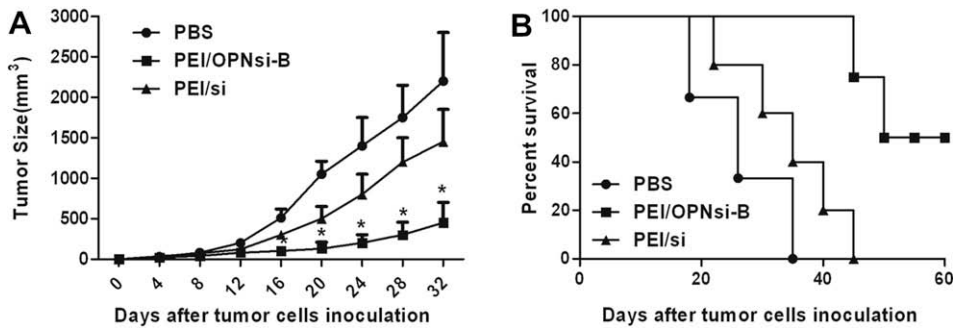 A
Tumor Size(mm³)
3000
2500
2000
1500
1000
500
0
PBS
PEI/OPNsi-B
PEI/si
* * * * *
0 4 8 12 16 20 24 28 32
Days after tumor cells inoculation
B
Percent survival
100
80
60
40
20
0
PBS
PEI/OPNsi-B
PEI/si
20 40 60
Days after tumor cells inoculation